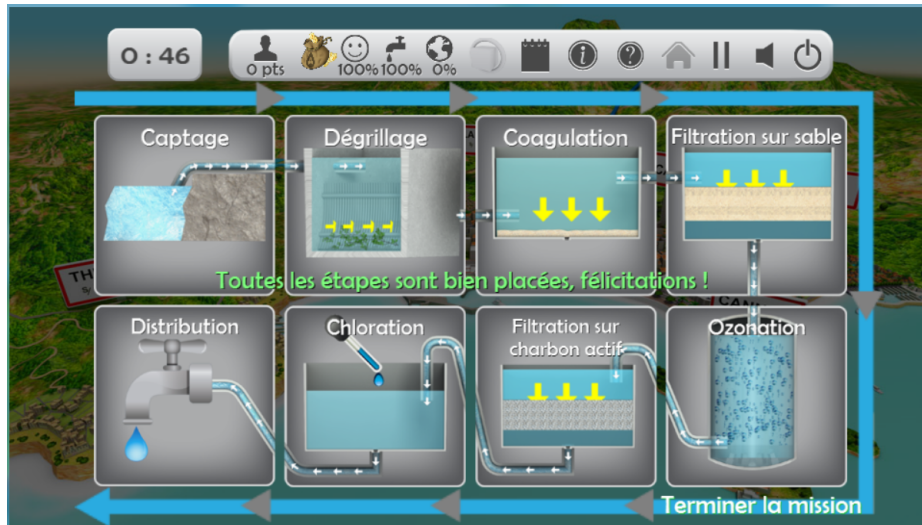 0 : 46
0 pts
100%
100%
0%
Captage
Dégrillage
Coagulation
Filtration sur sable
Toutes les étapes sont bien placées, félicitations !
Distribution
Chloration
Filtration sur
charbon actif
Ozonation
Terminer la mission